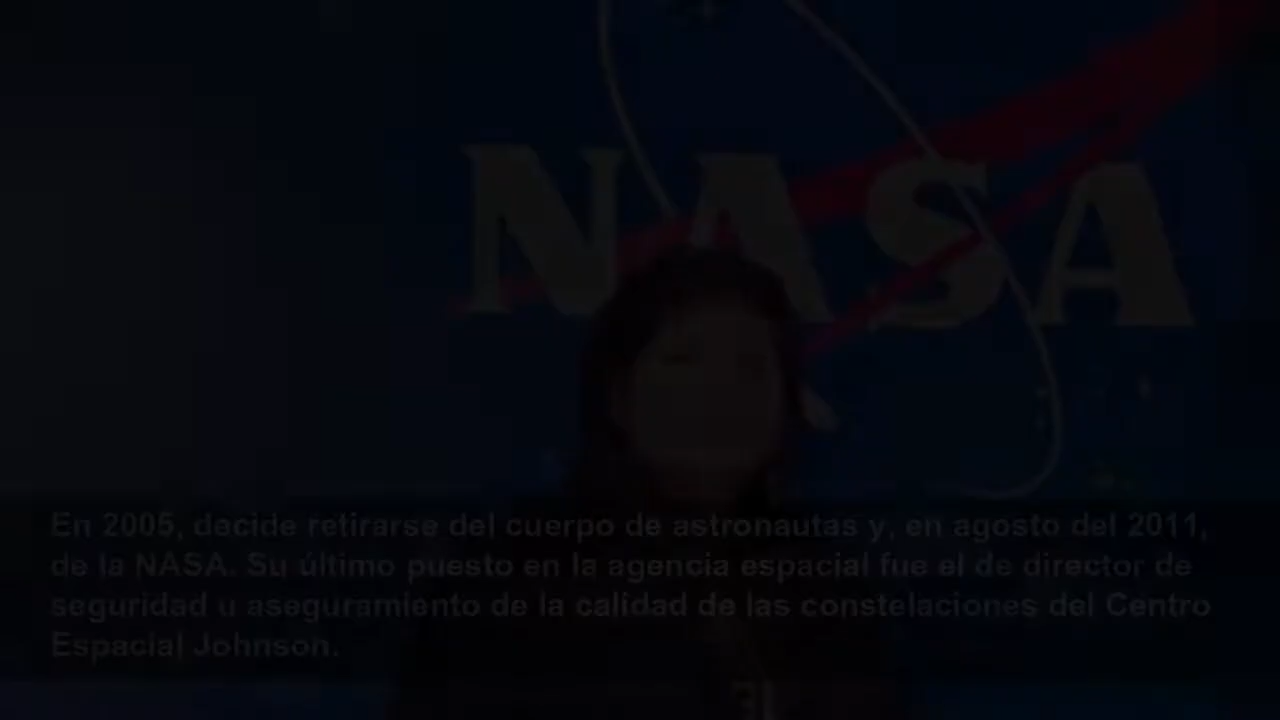 NASA
En 2005, decide retirarse del cuerpo de astronautas y, en agosto del 2011,
de la NASA. Su último puesto en la agencia espacial fue el de director de
seguridad u aseguramiento de la calidad de las constelaciones del Centro
Espacial Johnson.